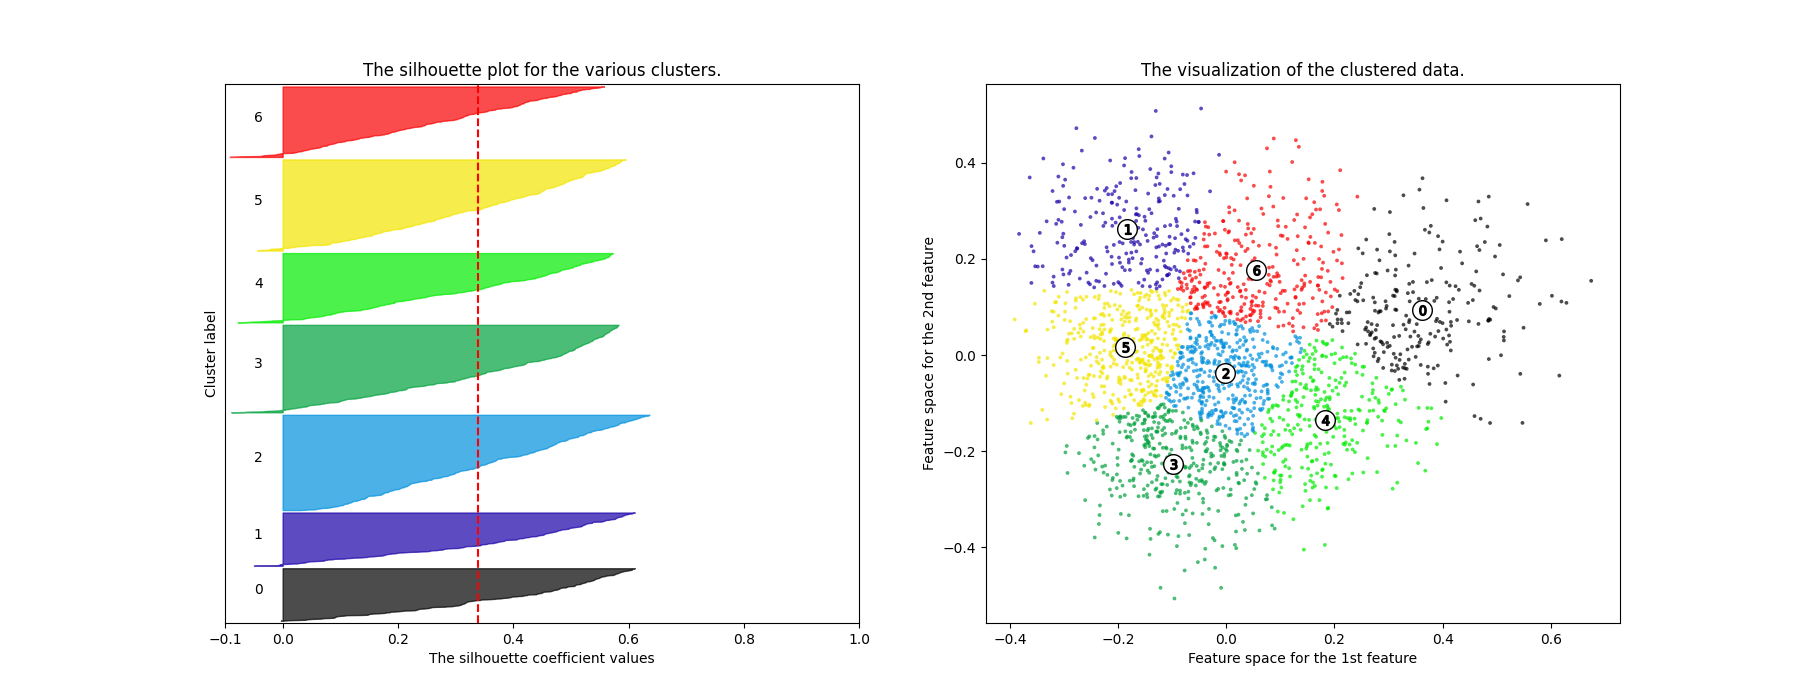 The silhouette plot for the various clusters.
6
5
4
3
2
1
0
Cluster label
−0.1 0.0 0.2 0.4 0.6 0.8 1.0
The silhouette coefficient values
The visualization of the clustered data.
0.4
0.2
0.0
−0.2
−0.4
Feature space for the 2nd feature
1
6
0
5
2
4
3
−0.4 −0.2 0.0 0.2 0.4 0.6
Feature space for the 1st feature